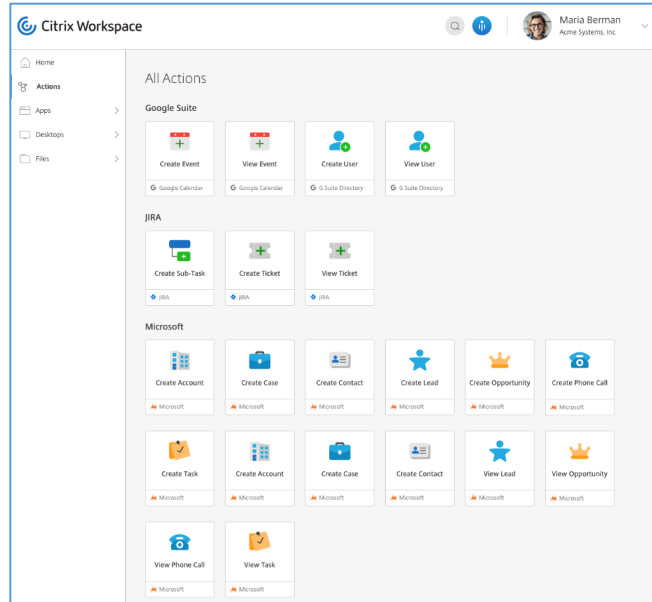 Citrix Workspace
Maria Berman
Acme Systems, Inc
Home
Actions
Apps
Desktops
Files
All Actions
Google Suite
Create Event
View Event
Create User
View User
Google Calendar
Google Calendar
G Suite Directory
G Suite Directory
JIRA
Create Sub-Task
Create Ticket
View Ticket
JIRA
JIRA
JIRA
Microsoft
Create Account
Create Case
Create Contact
Create Lead
Create Opportunity
Create Phone Call
Microsoft
Microsoft
Microsoft
Microsoft
Microsoft
Microsoft
Create Task
Create Account
Create Case
Create Contact
View Lead
View Opportunity
Microsoft
Microsoft
Microsoft
Microsoft
Microsoft
Microsoft
View Phone Call
View Task
Microsoft
Microsoft